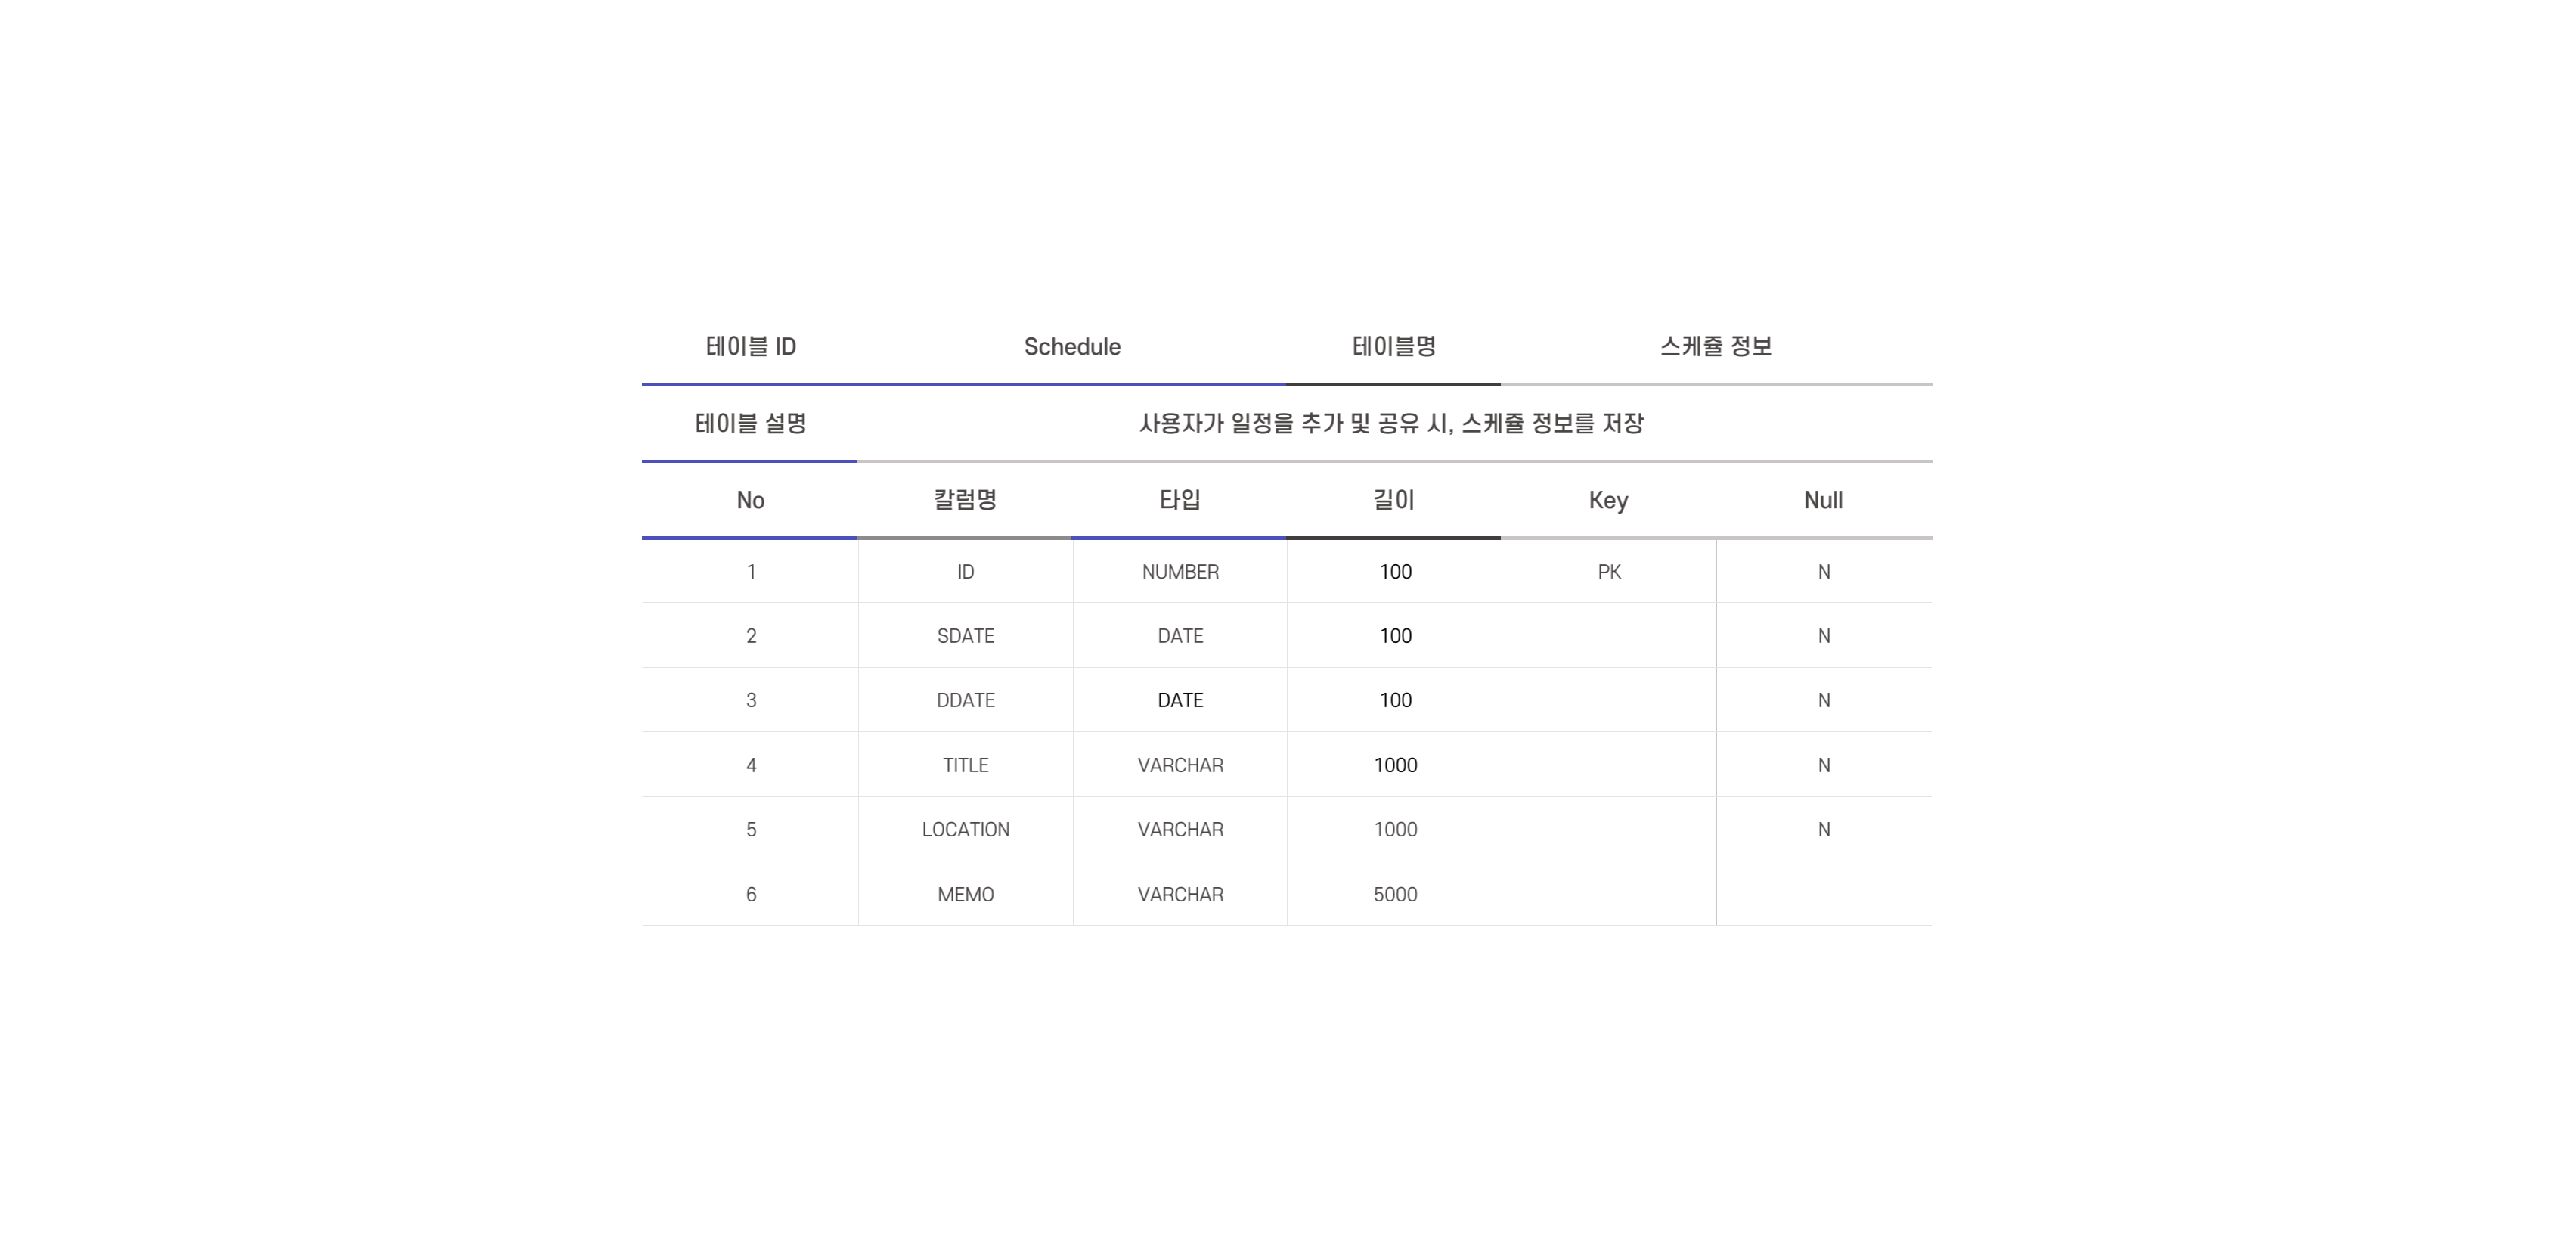 테이블 ID Schedule 테이블명 스케쥴 정보
테이블 설명 사용자가 일정을 추가 및 공유 시, 스케쥴 정보를 저장
No 칼럼명 타입 길이 Key Null
1 ID NUMBER 100 PK N
2 SDATE DATE 100 N
3 DDATE DATE 100 N
4 TITLE VARCHAR 1000 N
5 LOCATION VARCHAR 1000 N
6 MEMO VARCHAR 5000